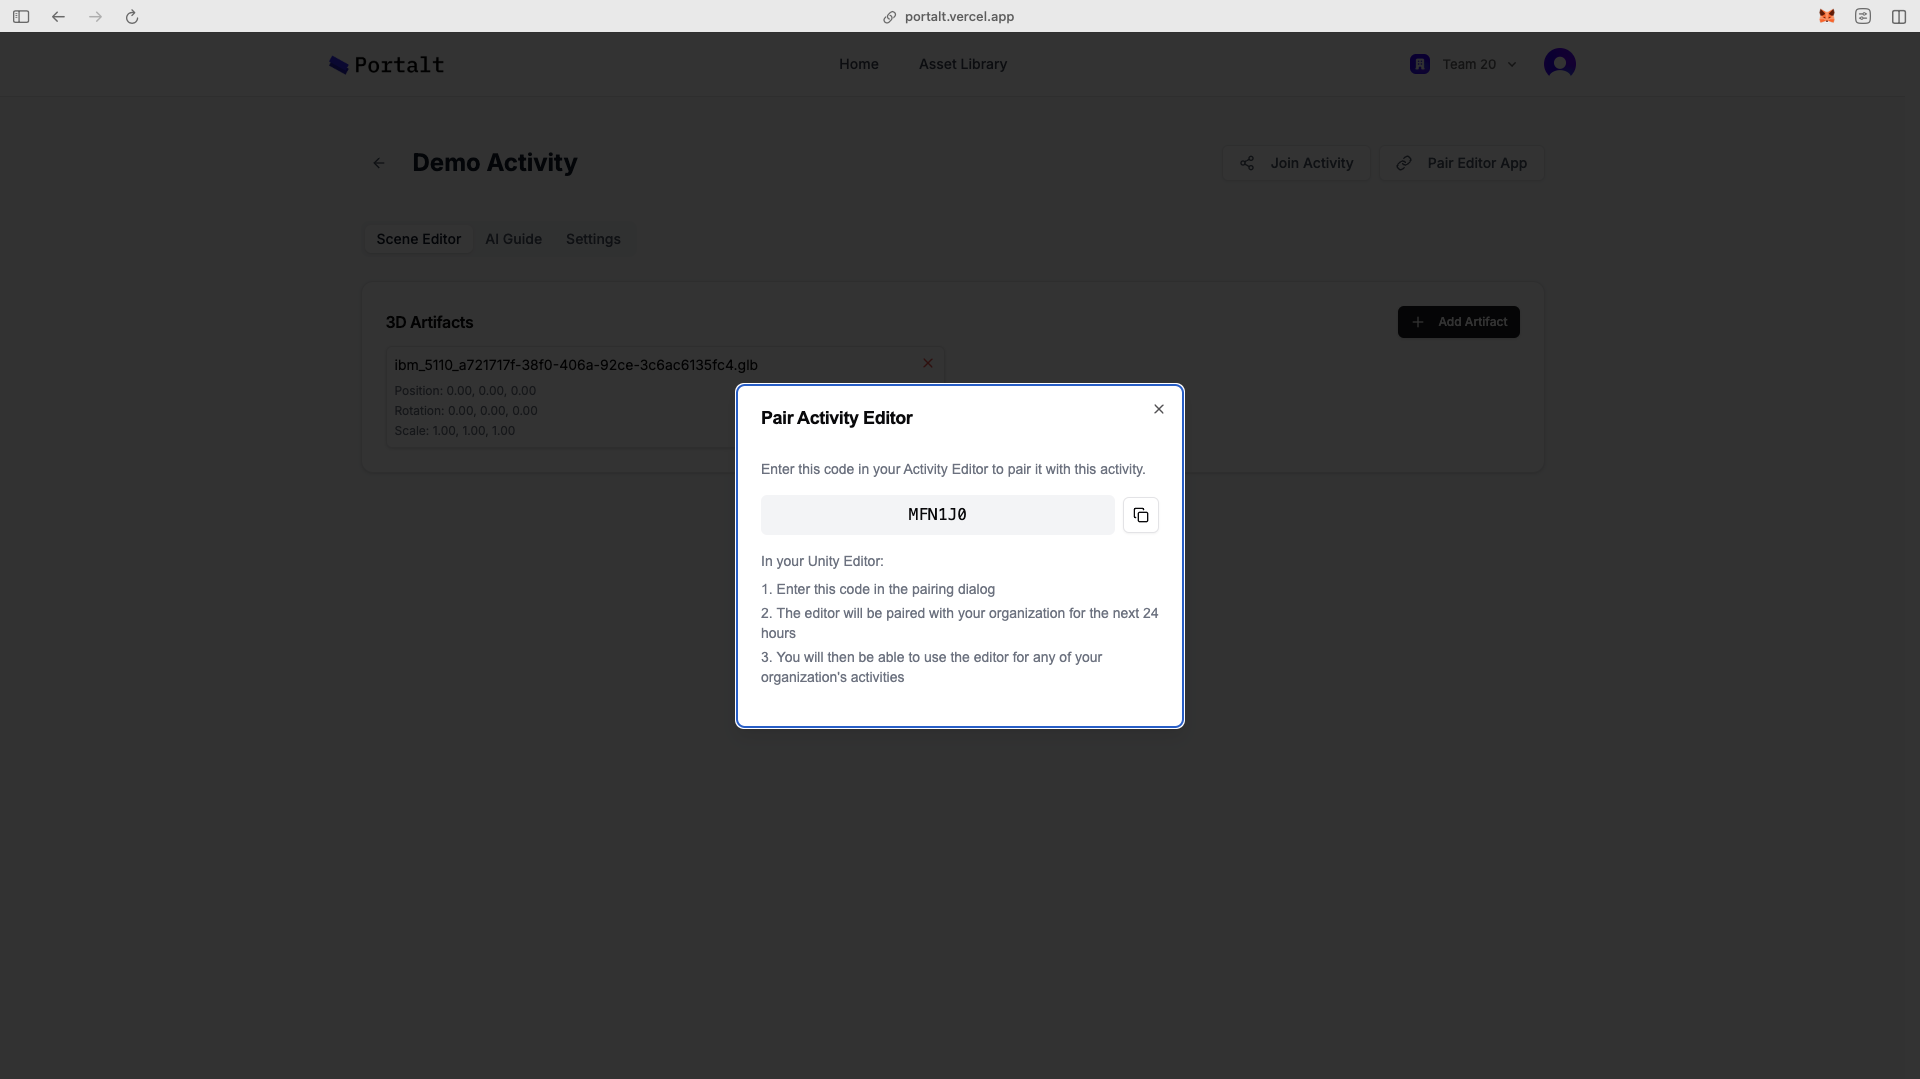 portalt.vercel.app
Portalt
Home
Asset Library
Team 20
Demo Activity
Join Activity
Pair Editor App
Scene Editor
AI Guide
Settings
3D Artifacts
Add Artifact
ibm_5110_a721717f-38f0-406a-92ce-3c6ac6135fc4.glb
Position: 0.00, 0.00, 0.00
Rotation: 0.00, 0.00, 0.00
Scale: 1.00, 1.00, 1.00
Pair Activity Editor
Enter this code in your Activity Editor to pair it with this activity.
MFN1J0
In your Unity Editor:
1. Enter this code in the pairing dialog
2. The editor will be paired with your organization for the next 24
hours
3. You will then be able to use the editor for any of your
organization's activities